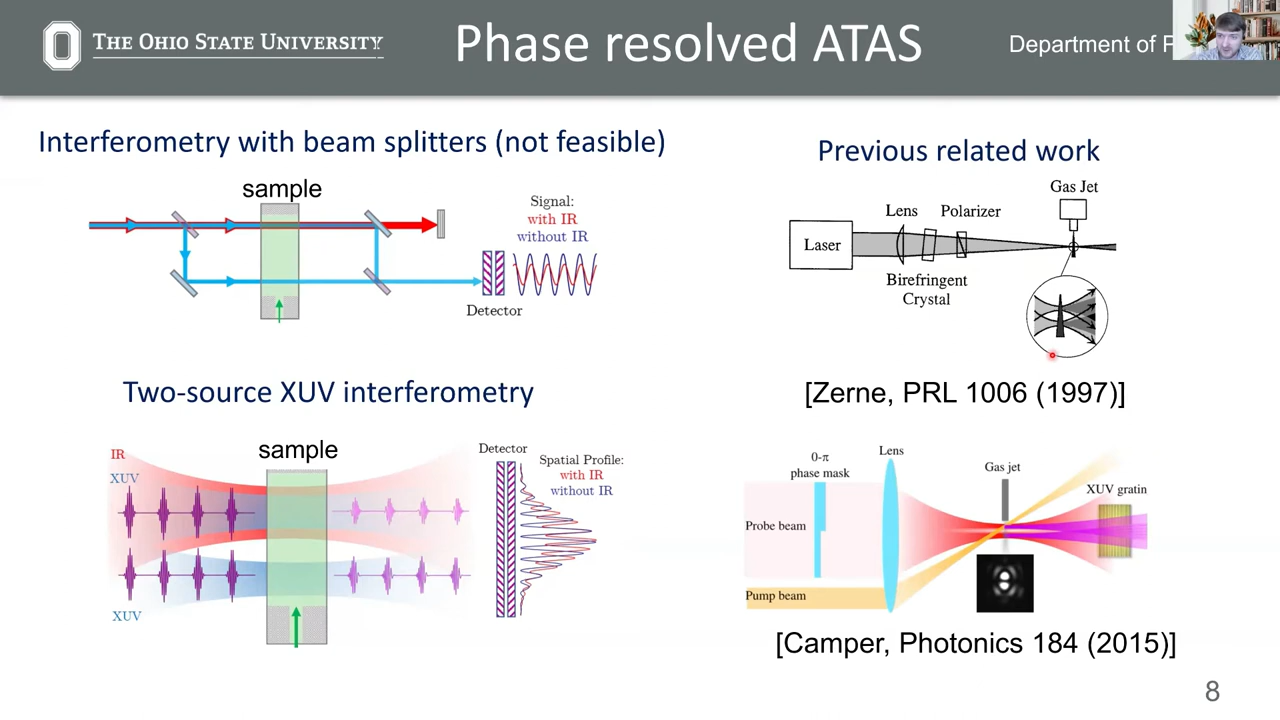 THE OHIO STATE UNIVERSITY
Phase resolved ATAS
Department of
Interferometry with beam splitters (not feasible)
sample
Signal:
with IR
without IR
Detector
Two-source XUV interferometry
sample
IR
XUV
XUV
Detector
Spatial Profile:
with IR
without IR
Previous related work
Gas Jet
Lens
Polarizer
Laser
Birefringent
Crystal
[Zerne, PRL 1006 (1997)]
0-π
phase mask
Lens
Gas jet
XUV gratin
Probe beam
Pump beam
[Camper, Photonics 184 (2015)]
8